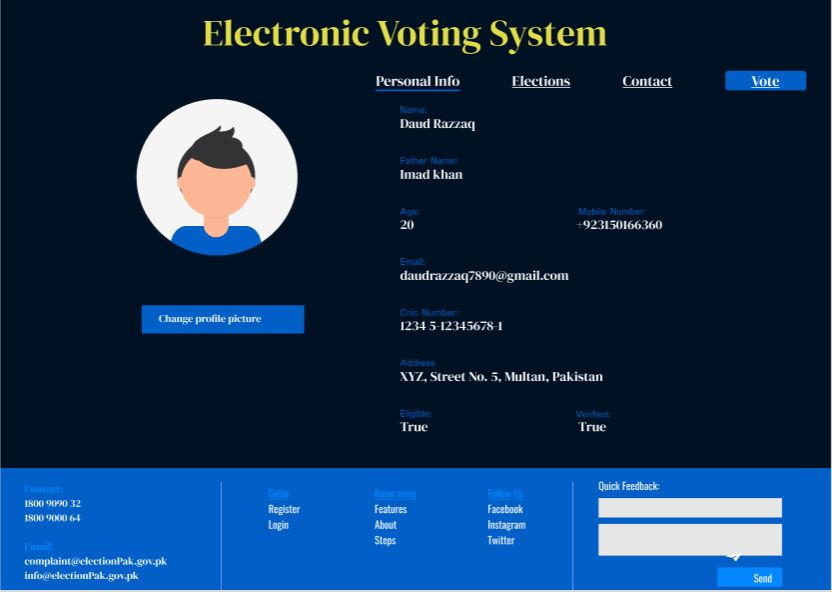 Electronic Voting System
Personal Info Elections Contact Vote
Name:
Daud Razzaq
Father Name:
Imad khan
Age: Mobile Number:
20 +923150166360
Email:
daudrazzaq7890@gmail.com
Cnic Number:
1234 5-12345678-1
Address
XYZ, Street No. 5, Multan, Pakistan
Eligible: Verified:
True True
Change profile picture
Contact:
1800 9090 32
1800 9000 64
Email:
complaint@electionPak.gov.pk
info@electionPak.gov.pk
GetIn
Register
Login
Know more
Features
About
Steps
Follow Us
Facebook
Instagram
Twitter
Quick Feedback:
Send